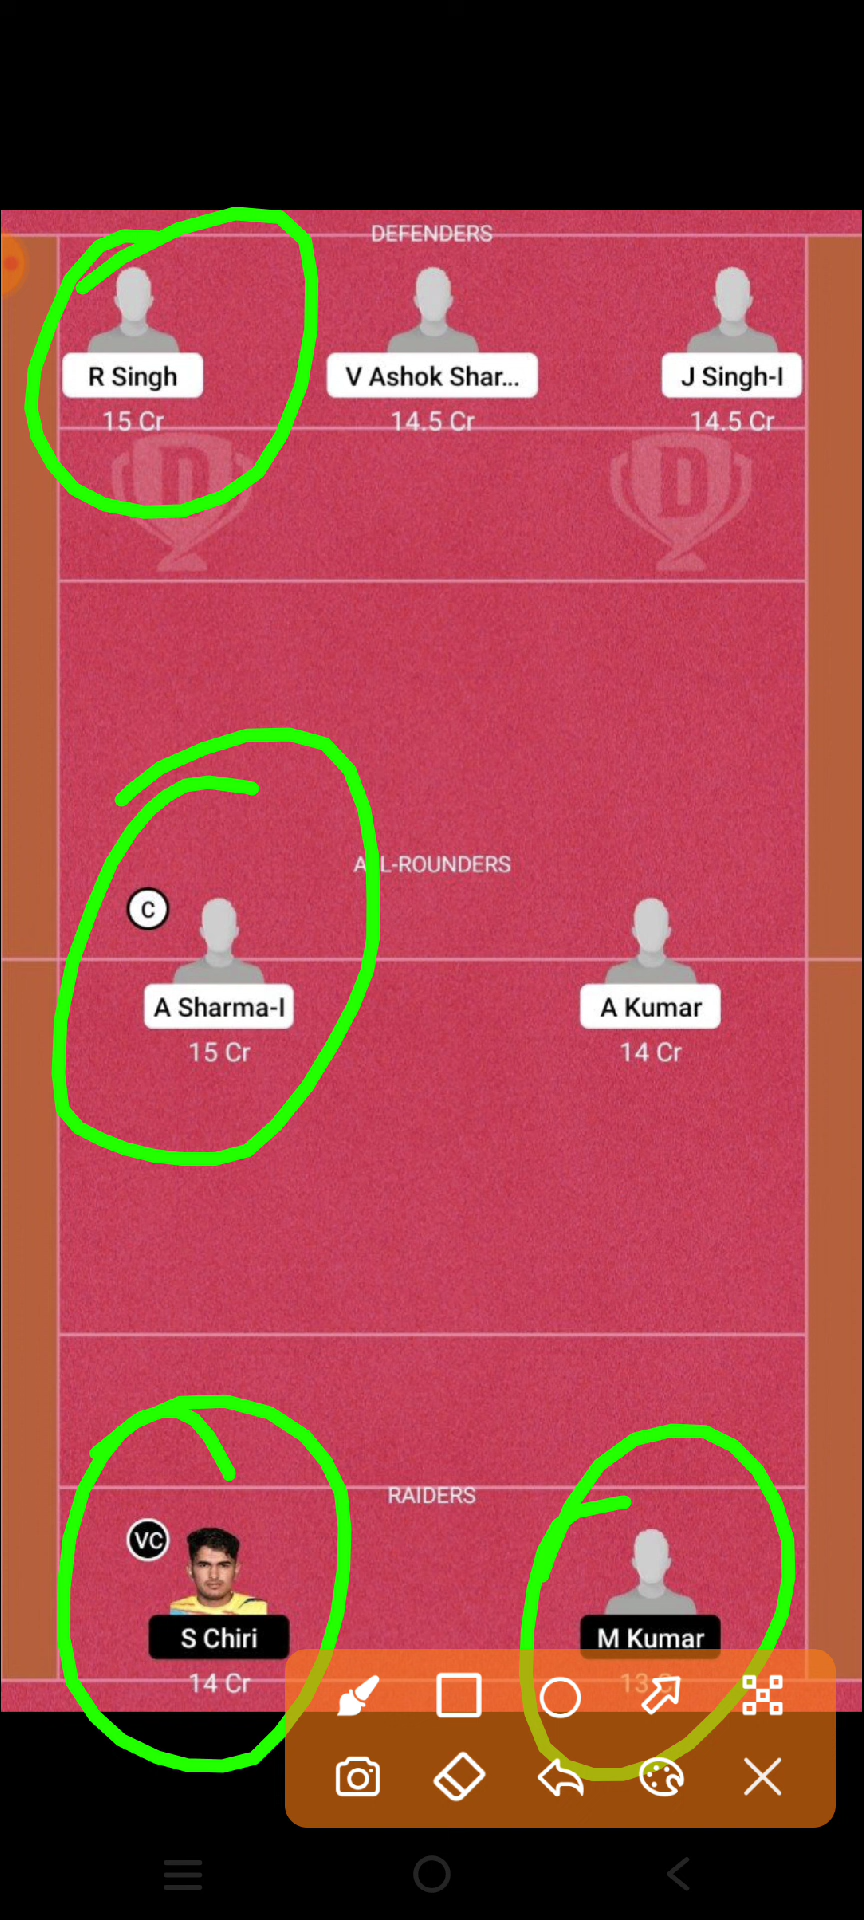 DEFENDERS
R Singh
V Ashok Shar...
J Singh-I
15 Cr
14.5 Cr
14.5 Cr
D
D
ALL-ROUNDERS
C
A Sharma-I
A Kumar
15 Cr
14 Cr
RAIDERS
VC
S Chiri
M Kumar
14 Cr